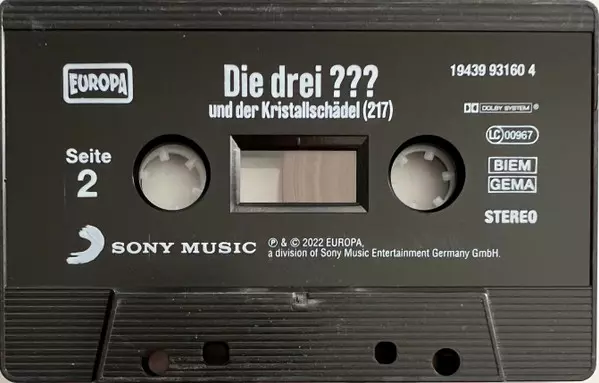 EUROPA
Die drei ???
und der Kristallschädel (217)
19439 93160 4
DOLBY SYSTEM ®
LC 00967
BIEM
GEMA
STEREO
Seite
2
SONY MUSIC
℗ & © 2022 EUROPA,
a division of Sony Music Entertainment Germany GmbH.